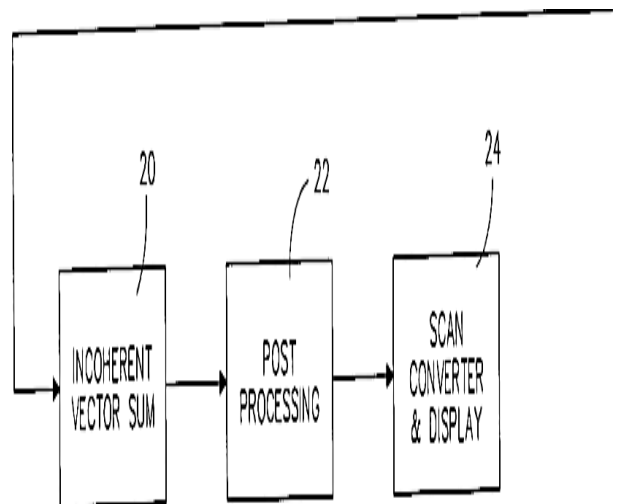 20
22
24
INCOHERENT
VECTOR SUM
POST
PROCESSING
SCAN
CONVERTER
& DISPLAY